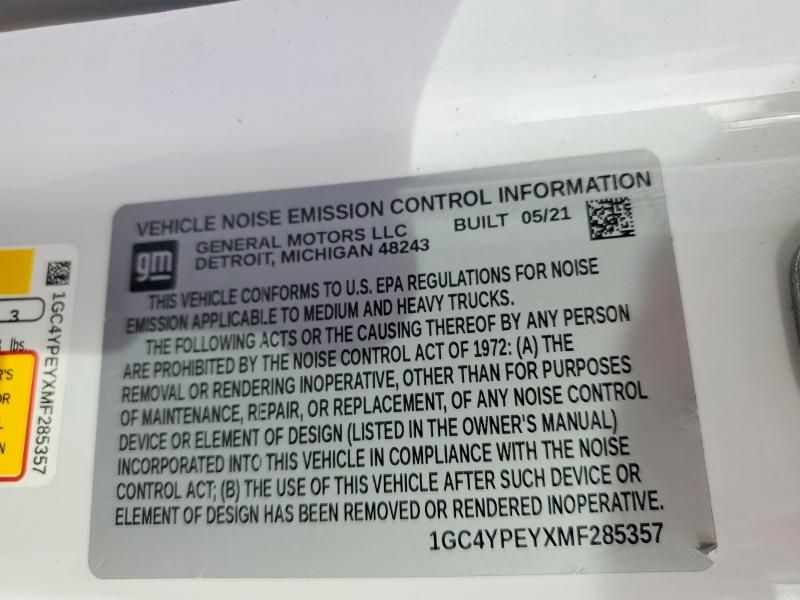 VEHICLE NOISE EMISSION CONTROL INFORMATION
gm
GENERAL MOTORS LLC
DETROIT, MICHIGAN 48243
BUILT 05/21
THIS VEHICLE CONFORMS TO U.S. EPA REGULATIONS FOR NOISE
EMISSION APPLICABLE TO MEDIUM AND HEAVY TRUCKS.
THE FOLLOWING ACTS OR THE CAUSING THEREOF BY ANY PERSON
ARE PROHIBITED BY THE NOISE CONTROL ACT OF 1972: (A) THE
REMOVAL OR RENDERING INOPERATIVE, OTHER THAN FOR PURPOSES
OF MAINTENANCE, REPAIR, OR REPLACEMENT, OF ANY NOISE CONTROL
DEVICE OR ELEMENT OF DESIGN (LISTED IN THE OWNER'S MANUAL)
INCORPORATED INTO THIS VEHICLE IN COMPLIANCE WITH THE NOISE
CONTROL ACT; (B) THE USE OF THIS VEHICLE AFTER SUCH DEVICE OR
ELEMENT OF DESIGN HAS BEEN REMOVED OR RENDERED INOPERATIVE.
1GC4YPEYXMF285357
1GC4YPEYXMF285357
3
lbs.